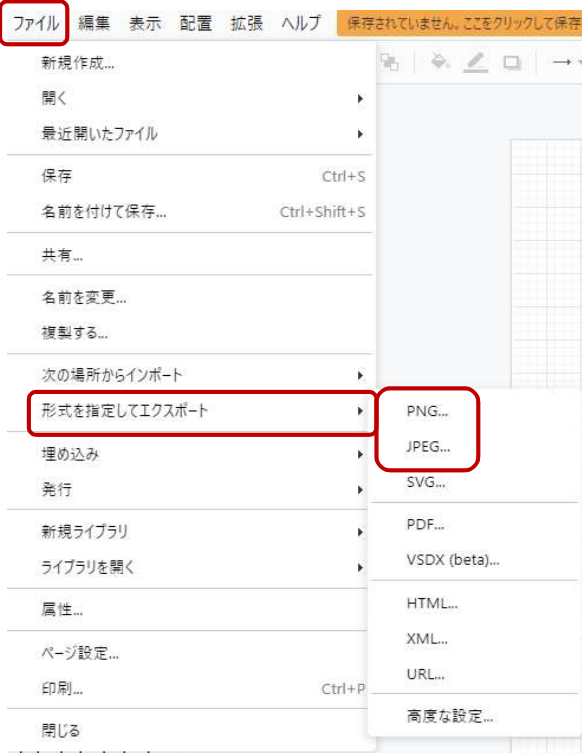 ファイル 編集 表示 配置 拡張 ヘルプ 保存されていません。ここをクリックして保存
新規作成...
開く
最近開いたファイル
保存 Ctrl+S
名前を付けて保存... Ctrl+Shift+S
共有...
名前を変更...
複製する...
次の場所からインポート
形式を指定してエクスポート
埋め込み
発行
新規ライブラリ
ライブラリを開く
属性...
ページ設定...
印刷... Ctrl+P
閉じる
PNG...
JPEG...
SVG...
PDF...
VSDX (beta)...
HTML...
XML...
URL...
高度な設定...